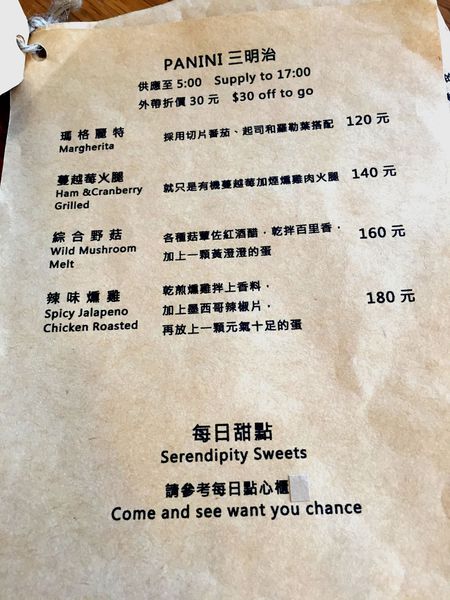 PANINI 三明治
供應至 5:00 Supply to 17:00
外帶折價 30 元 $30 off to go
瑪格麗特 採用切片番茄、起司和羅勒葉搭配 120 元
Margherita
蔓越莓火腿 就只是有機蔓越莓加煙燻雞肉火腿 140 元
Ham &Cranberry
Grilled
綜合野菇 各種菇蕈佐紅酒醋，乾拌百里香， 160 元
Wild Mushroom 加上一顆黃澄澄的蛋
Melt
辣味燻雞 乾煎燻雞拌上香料， 180 元
Spicy Jalapeno 加上墨西哥辣椒片，
Chicken Roasted 再放上一顆元氣十足的蛋
每日甜點
Serendipity Sweets
請參考每日點心櫃
Come and see want you chance